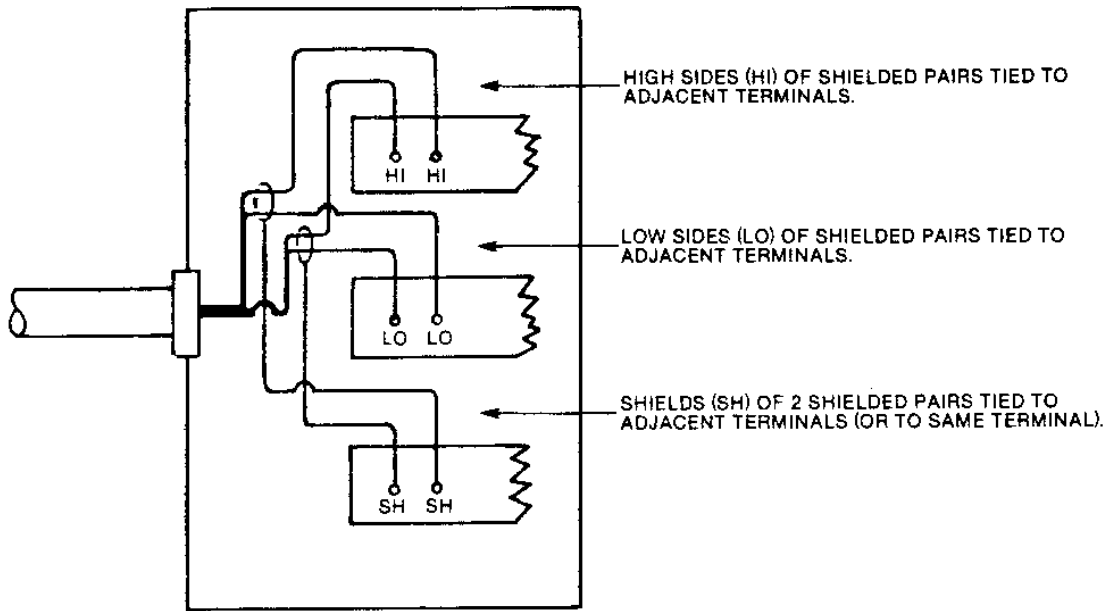 HIGH SIDES (HI) OF SHIELDED PAIRS TIED TO
ADJACENT TERMINALS.
HI HI
LOW SIDES (LO) OF SHIELDED PAIRS TIED TO
ADJACENT TERMINALS.
LO LO
SHIELDS (SH) OF 2 SHIELDED PAIRS TIED TO
ADJACENT TERMINALS (OR TO SAME TERMINAL).
SH SH